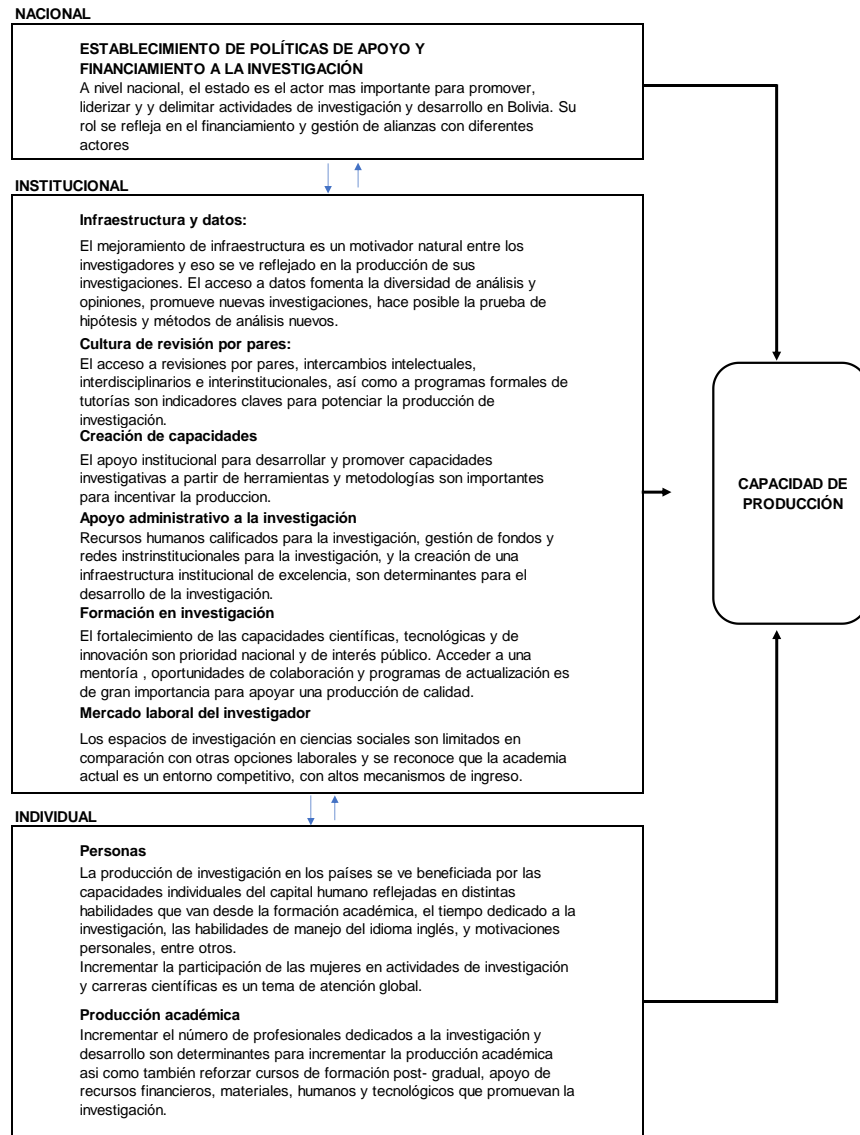 NACIONAL
ESTABLECIMIENTO DE POLÍTICAS DE APOYO Y
FINANCIAMIENTO A LA INVESTIGACIÓN
A nivel nacional, el estado es el actor mas importante para promover,
liderizar y y delimitar actividades de investigación y desarrollo en Bolivia. Su
rol se refleja en el financiamiento y gestión de alianzas con diferentes
actores
INSTITUCIONAL
Infraestructura y datos:
El mejoramiento de infraestructura es un motivador natural entre los
investigadores y eso se ve reflejado en la producción de sus
investigaciones. El acceso a datos fomenta la diversidad de análisis y
opiniones, promueve nuevas investigaciones, hace posible la prueba de
hipótesis y métodos de análisis nuevos.
Cultura de revisión por pares:
El acceso a revisiones por pares, intercambios intelectuales,
interdisciplinarios e interinstitucionales, así como a programas formales de
tutorías son indicadores claves para potenciar la producción de
investigación.
Creación de capacidades
El apoyo institucional para desarrollar y promover capacidades
investigativas a partir de herramientas y metodologías son importantes
para incentivar la produccion.
Apoyo administrativo a la investigación
Recursos humanos calificados para la investigación, gestión de fondos y
redes instrinstitucionales para la investigación, y la creación de una
infraestructura institucional de excelencia, son determinantes para el
desarrollo de la investigación.
Formación en investigación
El fortalecimiento de las capacidades científicas, tecnológicas y de
innovación son prioridad nacional y de interés público. Acceder a una
mentoría , oportunidades de colaboración y programas de actualización es
de gran importancia para apoyar una producción de calidad.
Mercado laboral del investigador
Los espacios de investigación en ciencias sociales son limitados en
comparación con otras opciones laborales y se reconoce que la academia
actual es un entorno competitivo, con altos mecanismos de ingreso.
CAPACIDAD DE
PRODUCCIÓN
INDIVIDUAL
Personas
La producción de investigación en los países se ve beneficiada por las
capacidades individuales del capital humano reflejadas en distintas
habilidades que van desde la formación académica, el tiempo dedicado a la
investigación, las habilidades de manejo del idioma inglés, y motivaciones
personales, entre otros.
Incrementar la participación de las mujeres en actividades de investigación
y carreras científicas es un tema de atención global.
Producción académica
Incrementar el número de profesionales dedicados a la investigación y
desarrollo son determinantes para incrementar la producción académica
asi como también reforzar cursos de formación post- gradual, apoyo de
recursos financieros, materiales, humanos y tecnológicos que promuevan la
investigación.